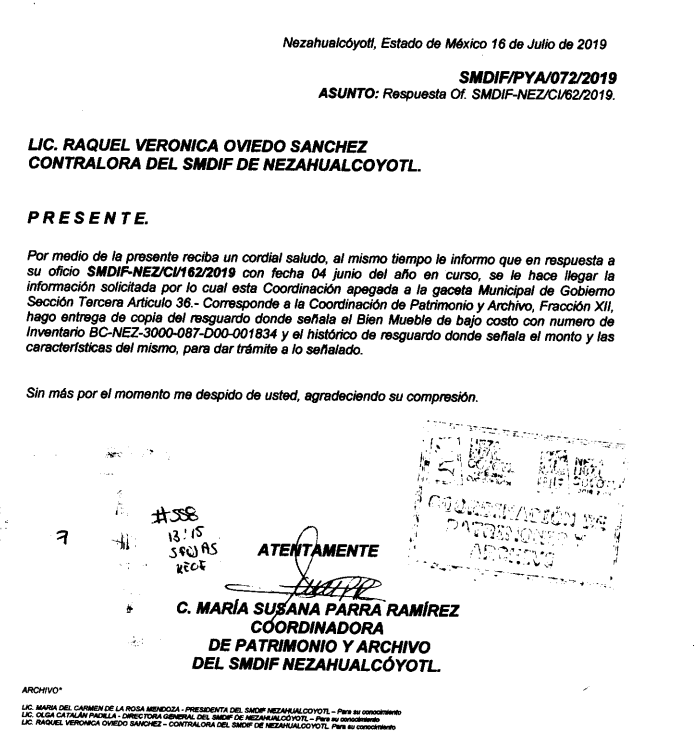 Nezahualcóyotl, Estado de México 16 de Julio de 2019
SMDIF/PYA/072/2019
ASUNTO: Respuesta Of. SMDIF-NEZ/CI/62/2019.
LIC. RAQUEL VERONICA OVIEDO SANCHEZ
CONTRALORA DEL SMDIF DE NEZAHUALCOYOTL.
P R E S E N T E.
Por medio de la presente reciba un cordial saludo, al mismo tiempo le informo que en respuesta a
su oficio SMDIF-NEZ/CI/162/2019 con fecha 04 junio del año en curso, se le hace llegar la
información solicitada por lo cual esta Coordinación apegada a la gaceta Municipal de Gobierno
Sección Tercera Articulo 36.- Corresponde a la Coordinación de Patrimonio y Archivo, Fracción XII,
hago entrega de copia del resguardo donde señala el Bien Mueble de bajo costo con numero de
Inventario BC-NEZ-3000-087-D00-001834 y el histórico de resguardo donde señala el monto y las
características del mismo, para dar trámite a lo señalado.
Sin más por el momento me despido de usted, agradeciendo su compresión.
COORDINACIÓN DE
PATRIMONIO Y
ARCHIVO
#558
13:15
7
ATENTAMENTE
C. MARÍA SUSANA PARRA RAMÍREZ
COORDINADORA
DE PATRIMONIO Y ARCHIVO
DEL SMDIF NEZAHUALCÓYOTL.
ARCHIVO*
LIC. MARIA DEL CARMEN DE LA ROSA MENDOZA - PRESIDENTA DEL SMDIF NEZAHUALCOYOTL – Para su conocimiento
LIC. OLGA CATALÁN PADILLA - DIRECTORA GENERAL DEL SMDIF DE NEZAHUALCÓYOTL – Para su conocimiento
LIC. RAQUEL VERONICA OVIEDO SANCHEZ – CONTRALORA DEL SMDIF DE NEZAHUALCOYOTL. Para su conocimiento